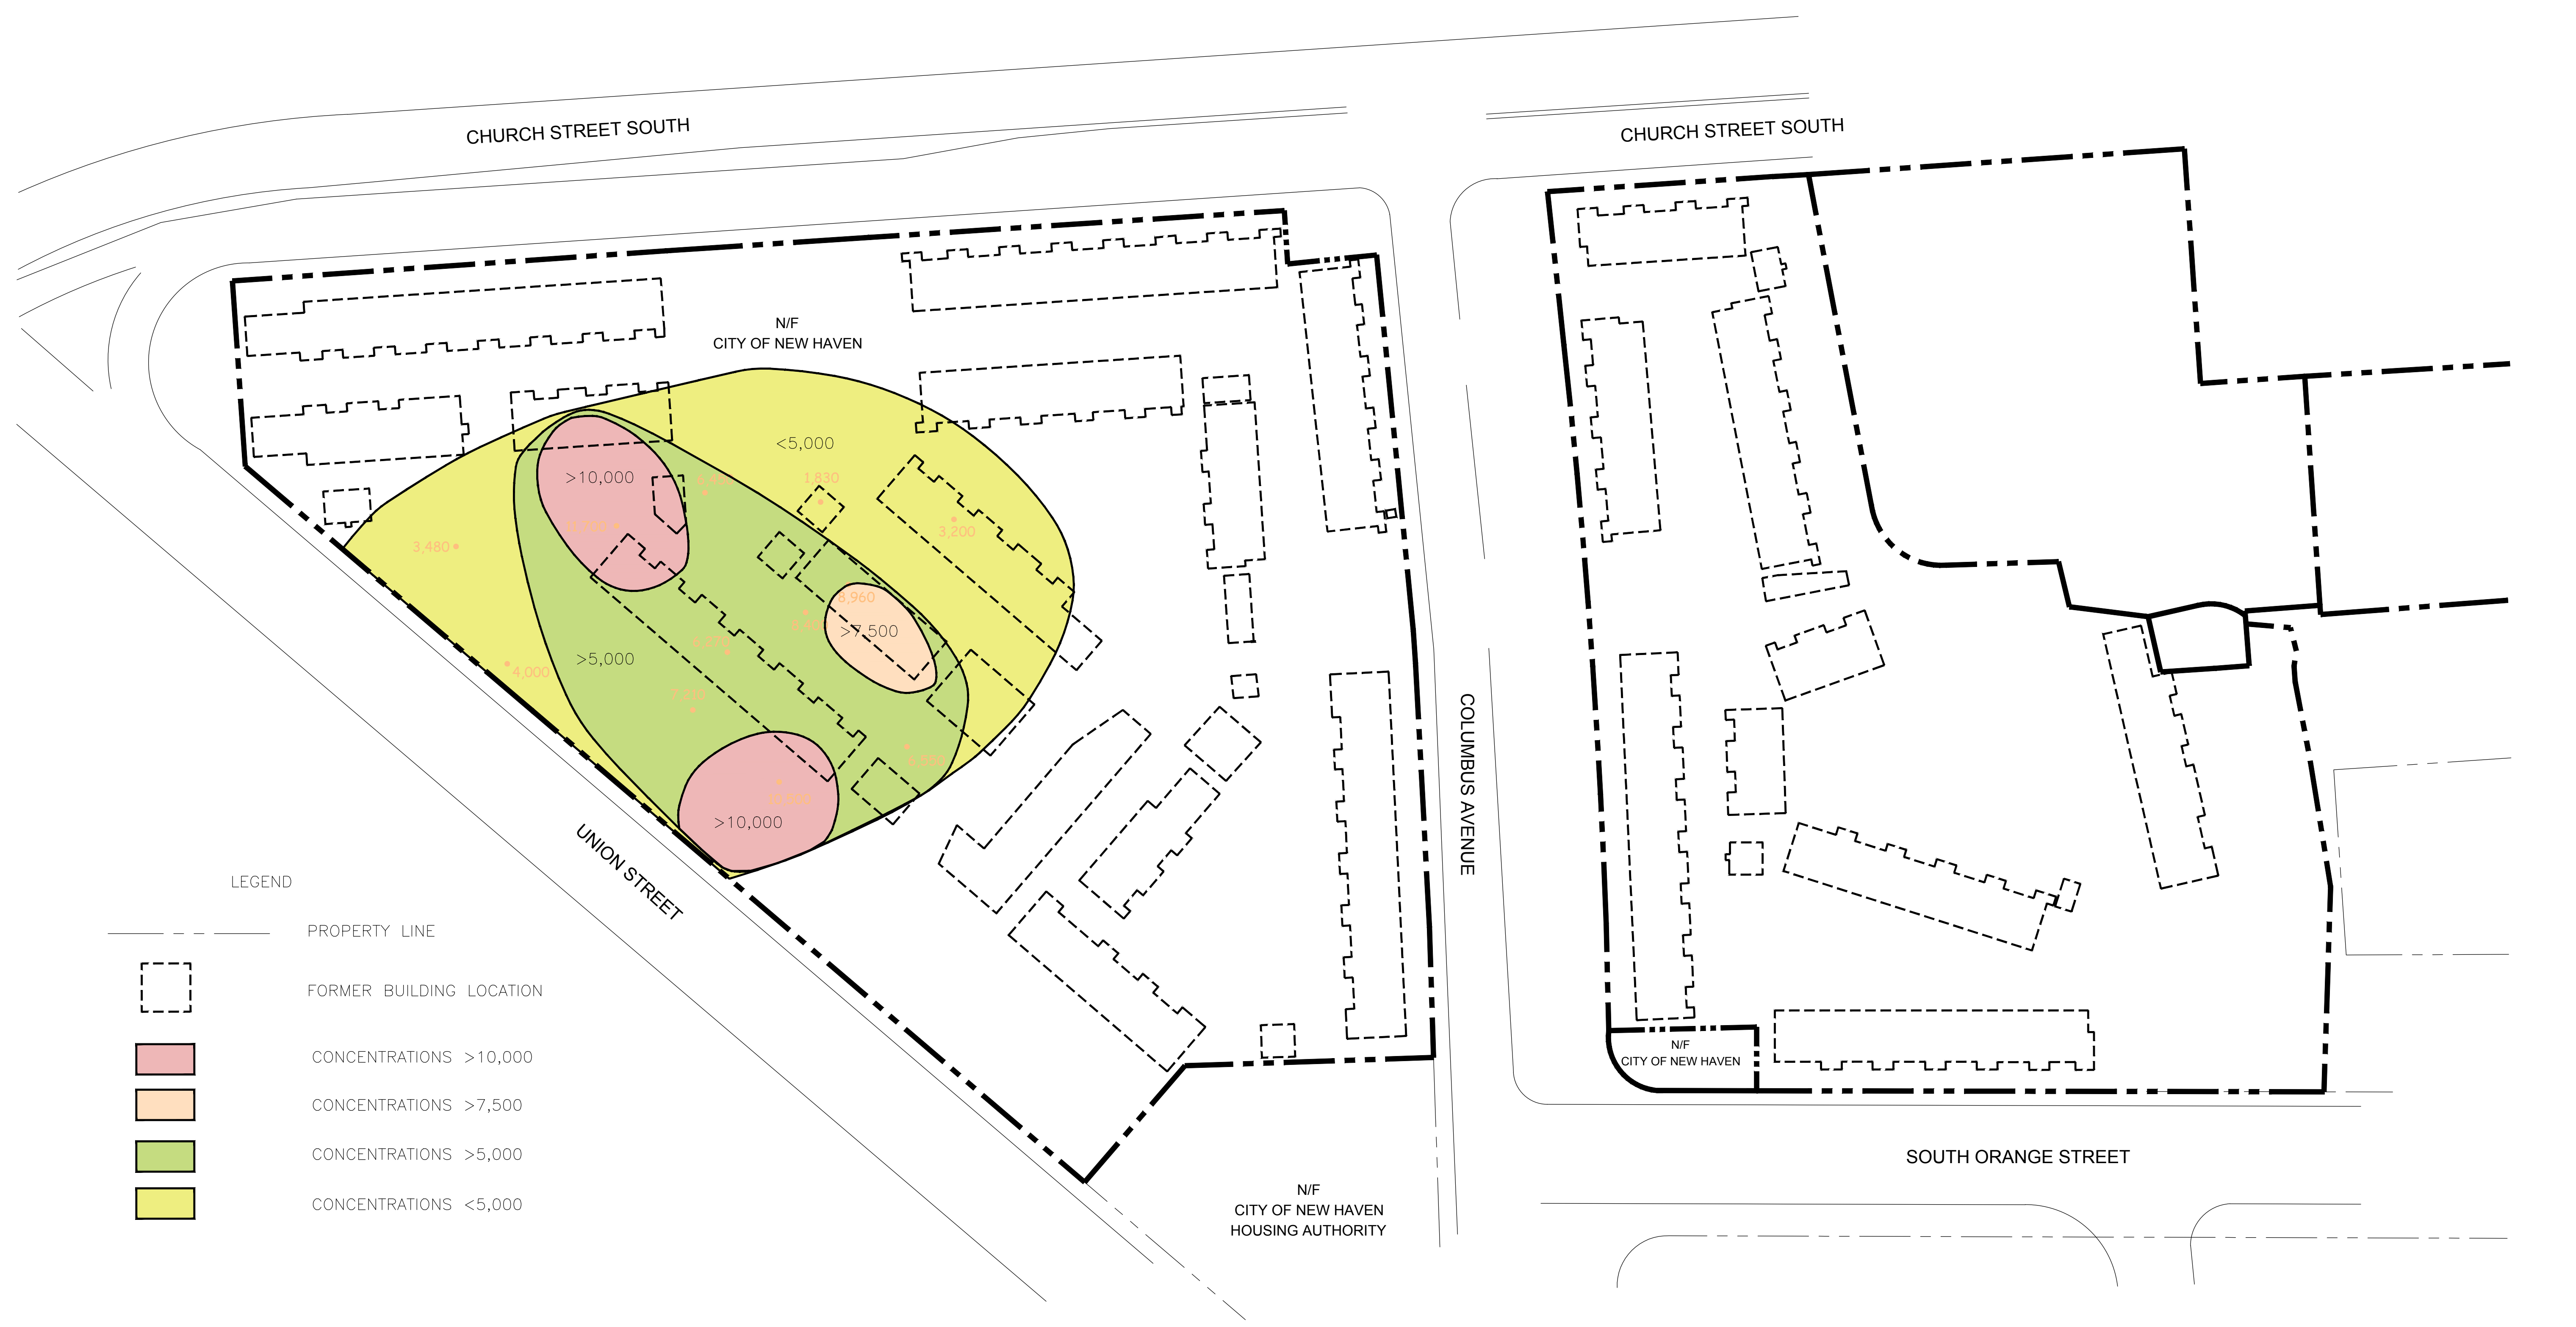 CHURCH STREET SOUTH
CHURCH STREET SOUTH
N/F
CITY OF NEW HAVEN
<5,000
>10,000
1,830
3,200
3,480
8,960
>7,500
>5,000
4,000
>10,000
COLUMBUS AVENUE
UNION STREET
LEGEND
PROPERTY LINE
FORMER BUILDING LOCATION
CONCENTRATIONS >10,000
CONCENTRATIONS >7,500
CONCENTRATIONS >5,000
CONCENTRATIONS <5,000
N/F
CITY OF NEW HAVEN
SOUTH ORANGE STREET
N/F
CITY OF NEW HAVEN
HOUSING AUTHORITY